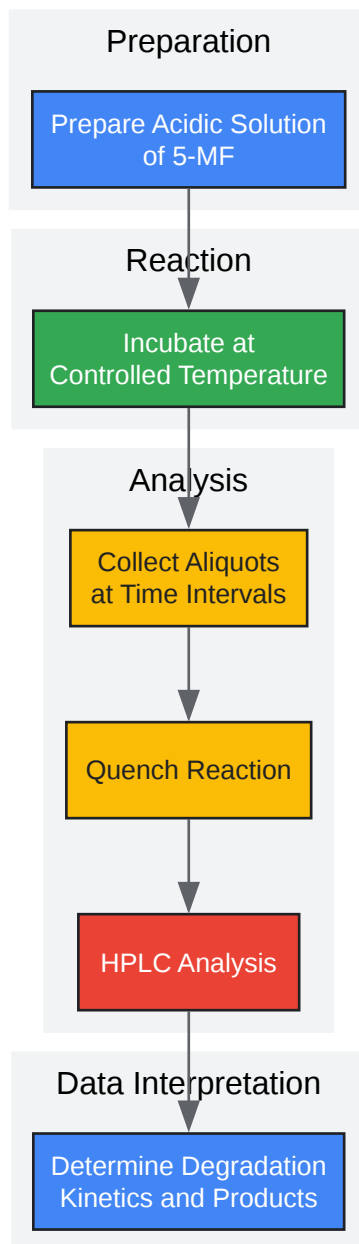 Preparation
Prepare Acidic Solution
of 5-MF
Reaction
Incubate at
Controlled Temperature
Analysis
Collect Aliquots
at Time Intervals
Quench Reaction
HPLC Analysis
Data Interpretation
Determine Degradation
Kinetics and Products